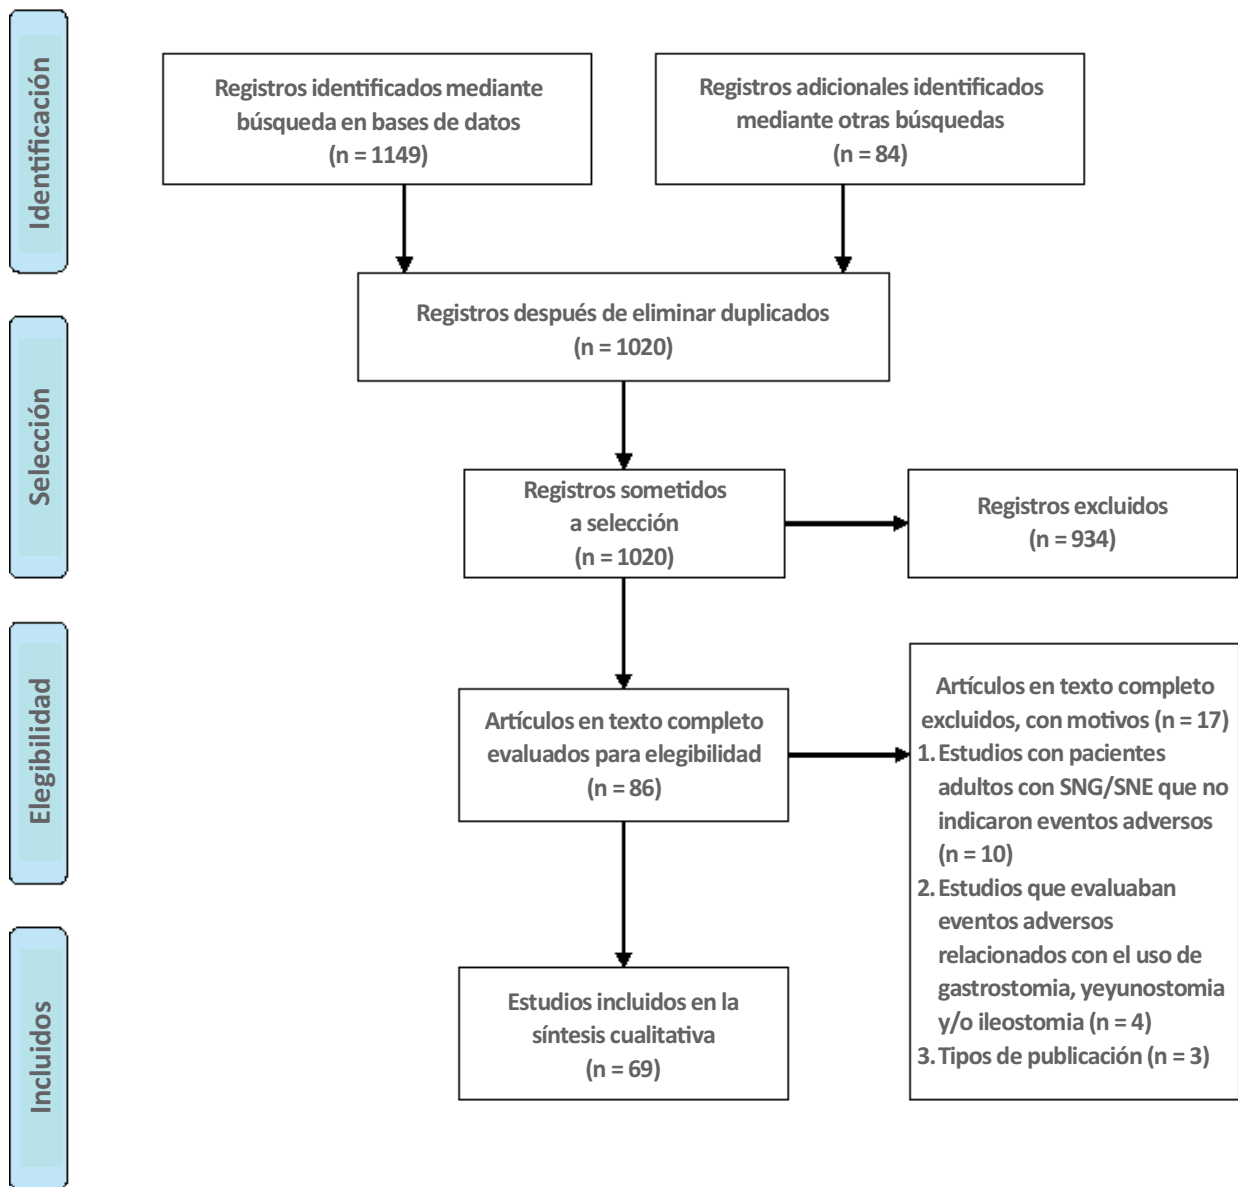 Identificación
Registros identificados mediante
búsqueda en bases de datos
(n = 1149)
Registros adicionales identificados
mediante otras búsquedas
(n = 84)
Registros después de eliminar duplicados
(n = 1020)
Selección
Registros sometidos
a selección
(n = 1020)
Registros excluidos
(n = 934)
Elegibilidad
Artículos en texto completo
evaluados para elegibilidad
(n = 86)
Artículos en texto completo
excluidos, con motivos (n = 17)
1. Estudios con pacientes
adultos con SNG/SNE que no
indicaron eventos adversos
(n = 10)
2. Estudios que evaluaban
eventos adversos
relacionados con el uso de
gastrostomia, yeyunostomia
y/o ileostomia (n = 4)
3. Tipos de publicación (n = 3)
Incluidos
Estudios incluidos en la
síntesis cualitativa
(n = 69)